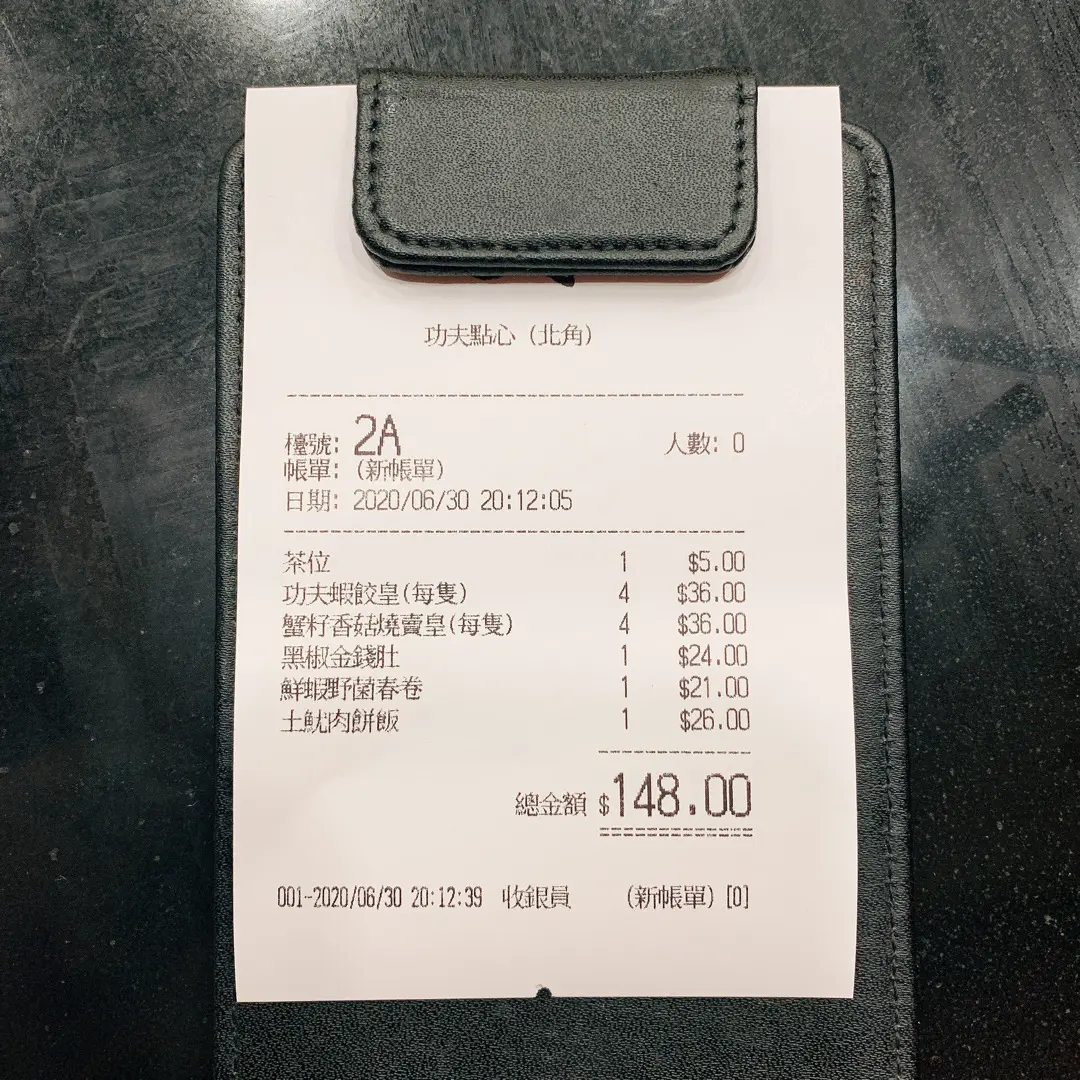 功夫點心 (北角)
檯號: 2A 人數: 0
帳單: (新帳單)
日期: 2020/06/30 20:12:05
茶位 1 $5.00
功夫蝦餃皇(每隻) 4 $36.00
蟹籽香菇燒賣皇(每隻) 4 $36.00
黑椒金錢肚 1 $24.00
鮮蝦野菌春卷 1 $21.00
土魷肉餅飯 1 $26.00
總金額 $148.00
001-2020/06/30 20:12:39 收銀員 (新帳單) [0]